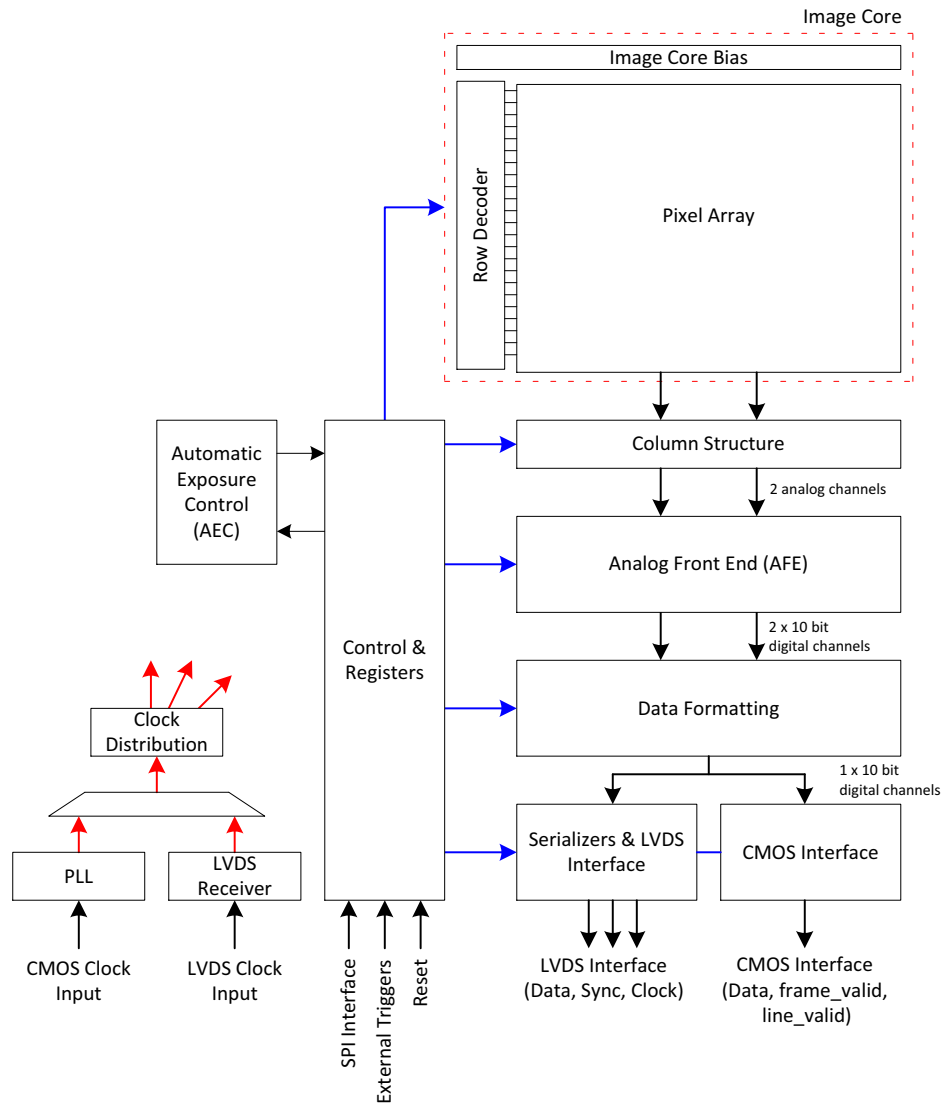 Image Core
Image Core Bias
Row Decoder
Pixel Array
Column Structure
2 analog channels
Automatic
Exposure
Control
(AEC)
Analog Front End (AFE)
2 x 10 bit
digital channels
Control &
Registers
Data Formatting
1 x 10 bit
digital channels
Clock
Distribution
PLL
LVDS
Receiver
Serializers & LVDS
Interface
CMOS Interface
CMOS Clock
Input
LVDS Clock
Input
SPI Interface
External Triggers
Reset
LVDS Interface
(Data, Sync, Clock)
CMOS Interface
(Data, frame_valid,
line_valid)